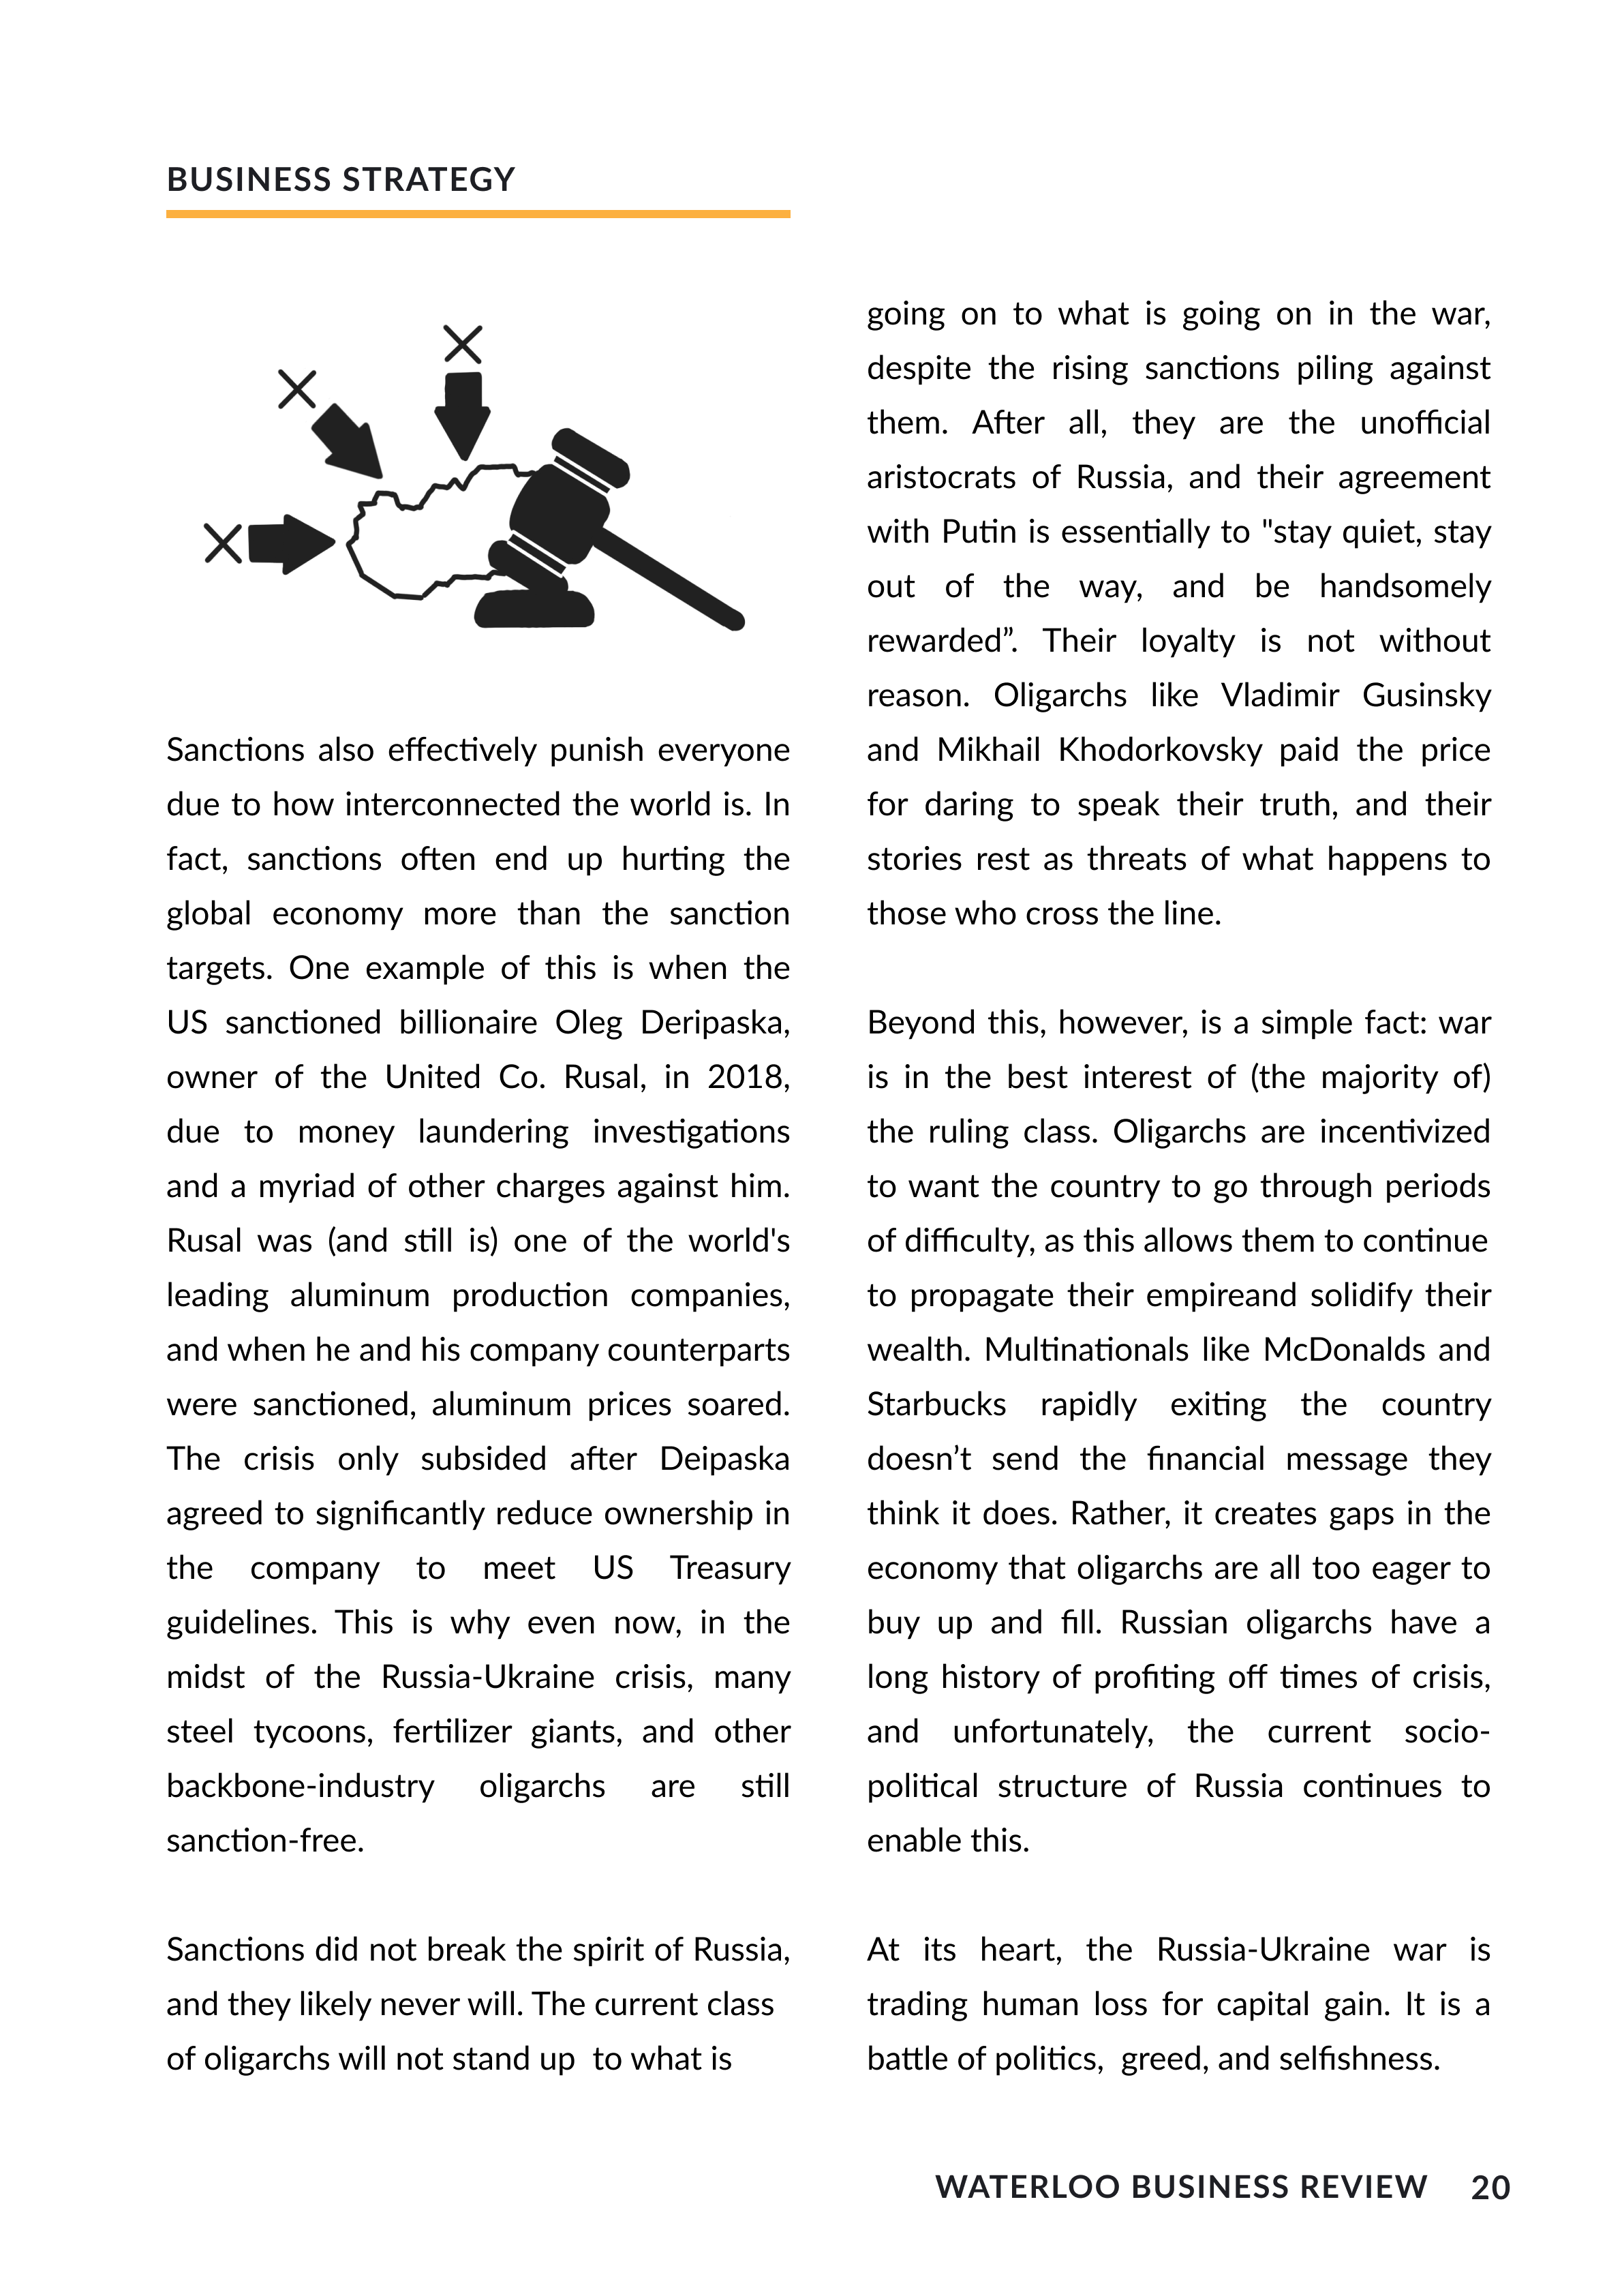 BUSINESS STRATEGY
Sanctions also effectively punish everyone
due to how interconnected the world is. In
fact, sanctions often end up hurting the
global economy more than the sanction
targets. One example of this is when the
US sanctioned billionaire Oleg Deripaska,
owner of the United Co. Rusal, in 2018,
due to money laundering investigations
and a myriad of other charges against him.
Rusal was (and still is) one of the world's
leading aluminum production companies,
and when he and his company counterparts
were sanctioned, aluminum prices soared.
The crisis only subsided after Deipaska
agreed to significantly reduce ownership in
the company to meet US Treasury
guidelines. This is why even now, in the
midst of the Russia-Ukraine crisis, many
steel tycoons, fertilizer giants, and other
backbone-industry oligarchs are still
sanction-free.
Sanctions did not break the spirit of Russia,
and they likely never will. The current class
of oligarchs will not stand up  to what is
going on to what is going on in the war,
despite the rising sanctions piling against
them. After all, they are the unofficial
aristocrats of Russia, and their agreement
with Putin is essentially to "stay quiet, stay
out of the way, and be handsomely
rewarded”. Their loyalty is not without
reason. Oligarchs like Vladimir Gusinsky
and Mikhail Khodorkovsky paid the price
for daring to speak their truth, and their
stories rest as threats of what happens to
those who cross the line.
Beyond this, however, is a simple fact: war
is in the best interest of (the majority of)
the ruling class. Oligarchs are incentivized
to want the country to go through periods
of difficulty, as this allows them to continue
to propagate their empireand solidify their
wealth. Multinationals like McDonalds and
Starbucks rapidly exiting the country
doesn’t send the financial message they
think it does. Rather, it creates gaps in the
economy that oligarchs are all too eager to
buy up and fill. Russian oligarchs have a
long history of profiting off times of crisis,
and unfortunately, the current socio-
political structure of Russia continues to
enable this.
At its heart, the Russia-Ukraine war is
trading human loss for capital gain. It is a
battle of politics,  greed, and selfishness.
WATERLOO BUSINESS REVIEW 20